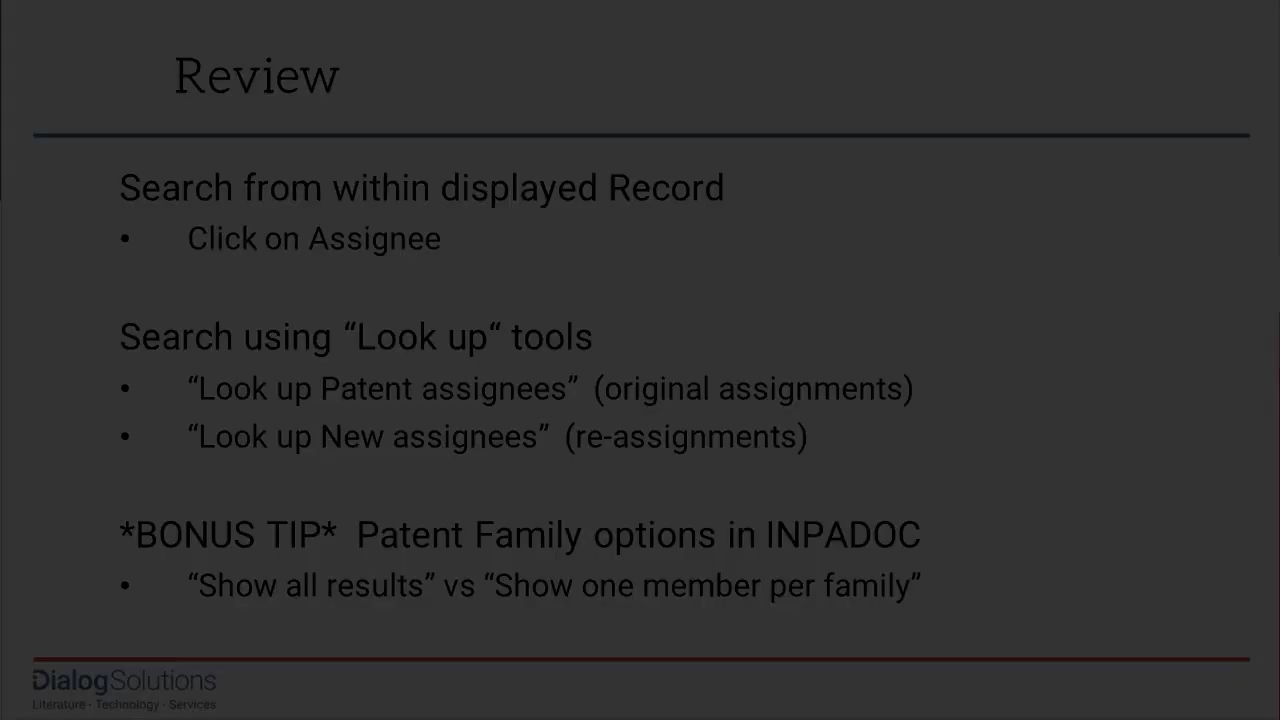 Review
Search from within displayed Record
• Click on Assignee
Search using “Look up“ tools
• “Look up Patent assignees” (original assignments)
• “Look up New assignees” (re-assignments)
*BONUS TIP* Patent Family options in INPADOC
• “Show all results” vs “Show one member per family”
DialogSolutions
Literature · Technology · Services